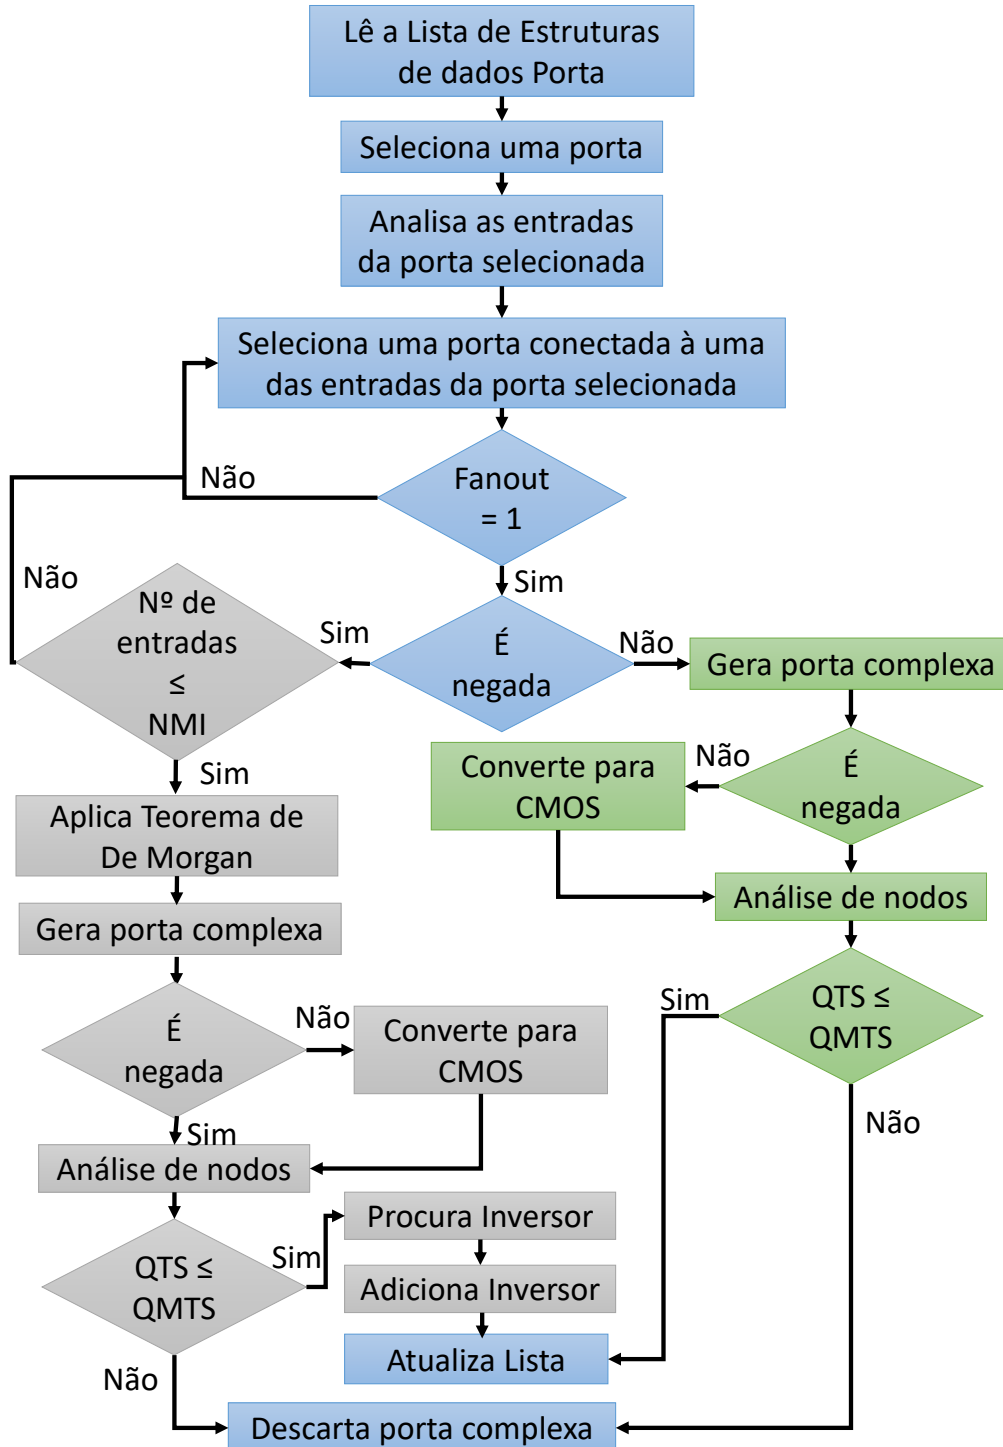 Lê a Lista de Estruturas
de dados Porta
Seleciona uma porta
Analisa as entradas
da porta selecionada
Seleciona uma porta conectada à uma
das entradas da porta selecionada
Não
Fanout
= 1
Sim
Não
Nº de
entradas
≤
NMI
Sim
É
negada
Não
Gera porta complexa
Sim
Aplica Teorema de
De Morgan
Gera porta complexa
Converte para
CMOS
Não
É
negada
Análise de nodos
É
negada
Não
Converte para
CMOS
Sim
QTS ≤
QMTS
Sim
Análise de nodos
Não
QTS ≤
QMTS
Sim
Procura Inversor
Adiciona Inversor
Atualiza Lista
Não
Descarta porta complexa